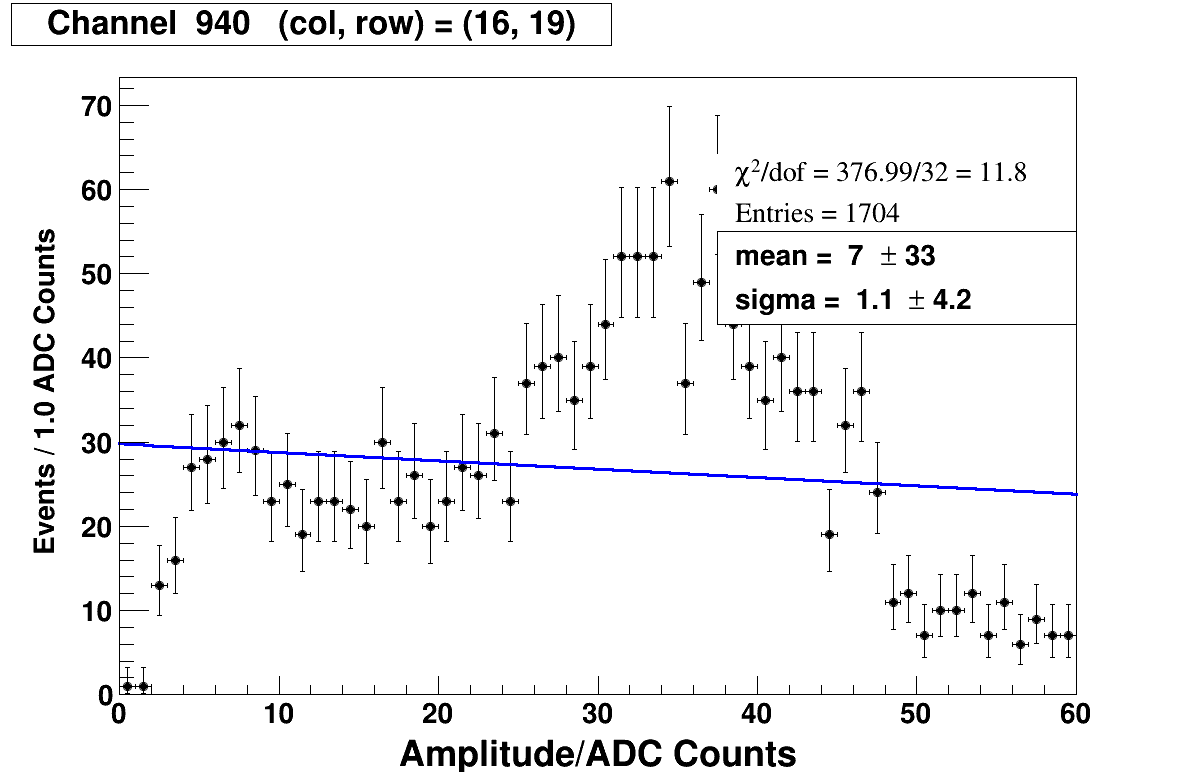 Channel 940 (col, row) = (16, 19)
70
60
50
40
30
20
10
0
Events / 1.0 ADC Counts
χ²/dof = 376.99/32 = 11.8
Entries = 1704
mean = 7 ± 33
sigma = 1.1 ± 4.2
0 10 20 30 40 50 60
Amplitude/ADC Counts